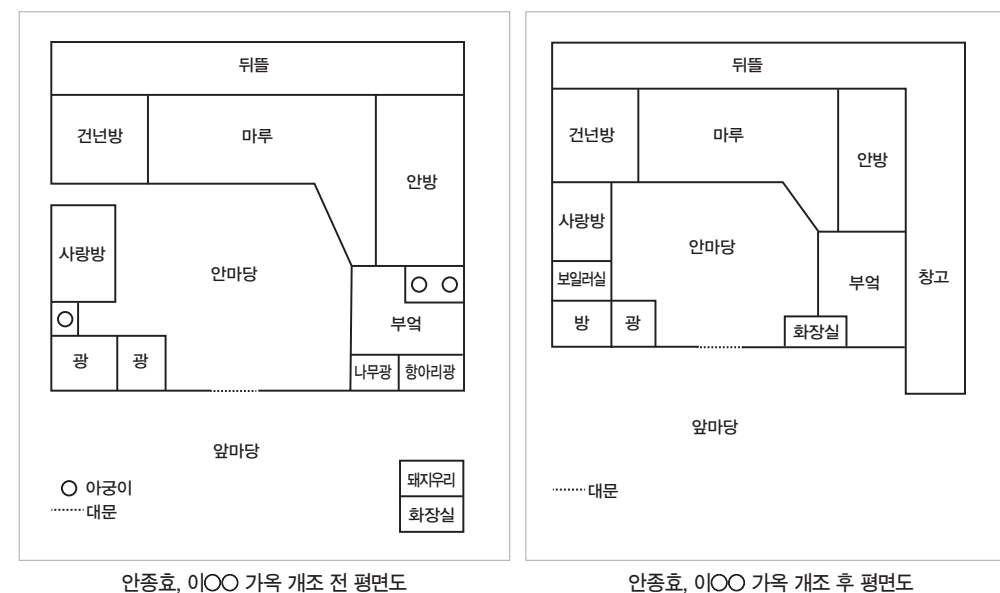 뒤뜰
건넌방
마루
안방
사랑방
안마당
부엌
광
광
나무광
항아리광
앞마당
아궁이
대문
돼지우리
화장실
안종효, 이○○ 가옥 개조 전 평면도
뒤뜰
건넌방
마루
안방
사랑방
안마당
보일러실
부엌
창고
방
광
화장실
앞마당
대문
안종효, 이○○ 가옥 개조 후 평면도